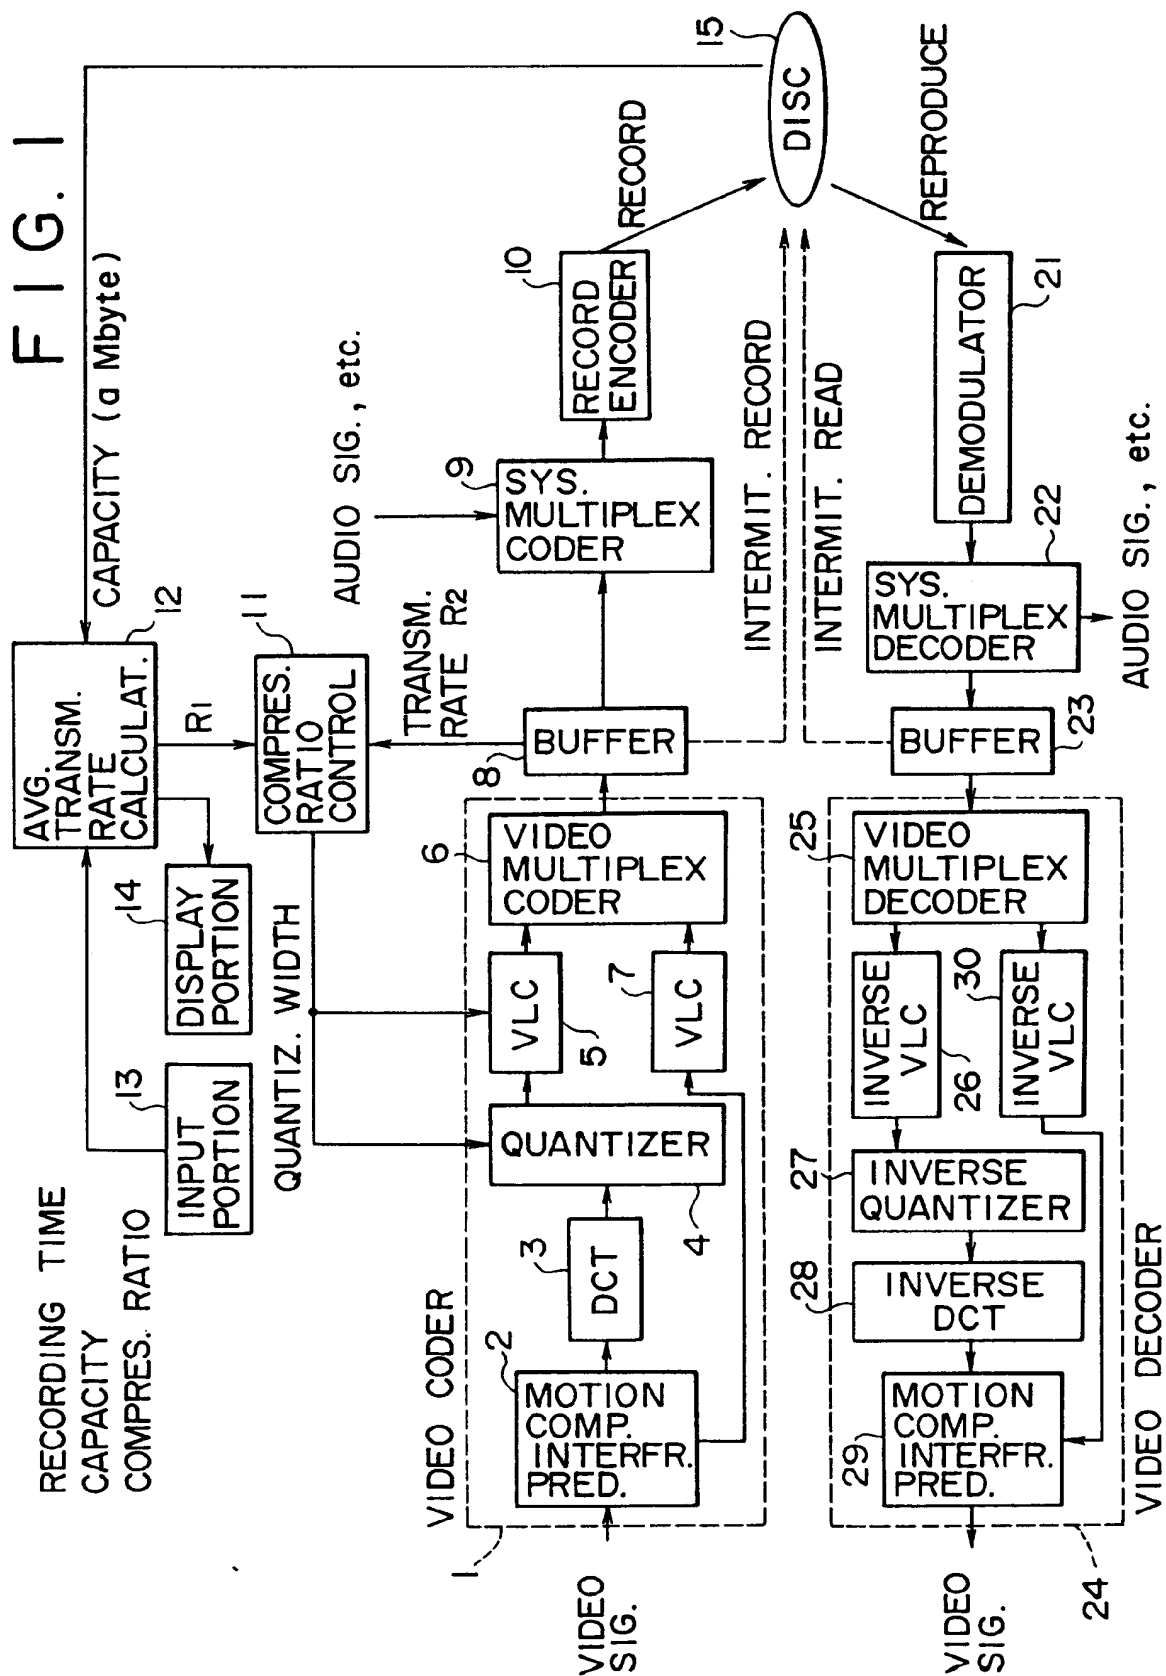 FIG. 1
RECORDING TIME
CAPACITY
COMPRES. RATIO
13
INPUT
PORTION
14
DISPLAY
PORTION
AVG.
TRANSM.
RATE
CALCULAT.
12
CAPACITY (a Mbyte)
R1
11
COMPRES.
RATIO
CONTROL
QUANTIZ. WIDTH
TRANSM.
RATE R2
AUDIO SIG., etc.
VIDEO CODER
1
VIDEO
SIG.
2
MOTION
COMP.
INTERFR.
PRED.
3
DCT
4
QUANTIZER
5
VLC
7
VLC
6
VIDEO
MULTIPLEX
CODER
8
BUFFER
9
SYS.
MULTIPLEX
CODER
10
RECORD
ENCODER
RECORD
15
DISC
INTERMIT. RECORD
INTERMIT. READ
REPRODUCE
DEMODULATOR
21
22
SYS.
MULTIPLEX
DECODER
AUDIO SIG., etc.
BUFFER
23
25
VIDEO
MULTIPLEX
DECODER
INVERSE
VLC
26
30
INVERSE
VLC
27
INVERSE
QUANTIZER
28
INVERSE
DCT
29
MOTION
COMP.
INTERFR.
PRED.
VIDEO
SIG.
24
VIDEO DECODER